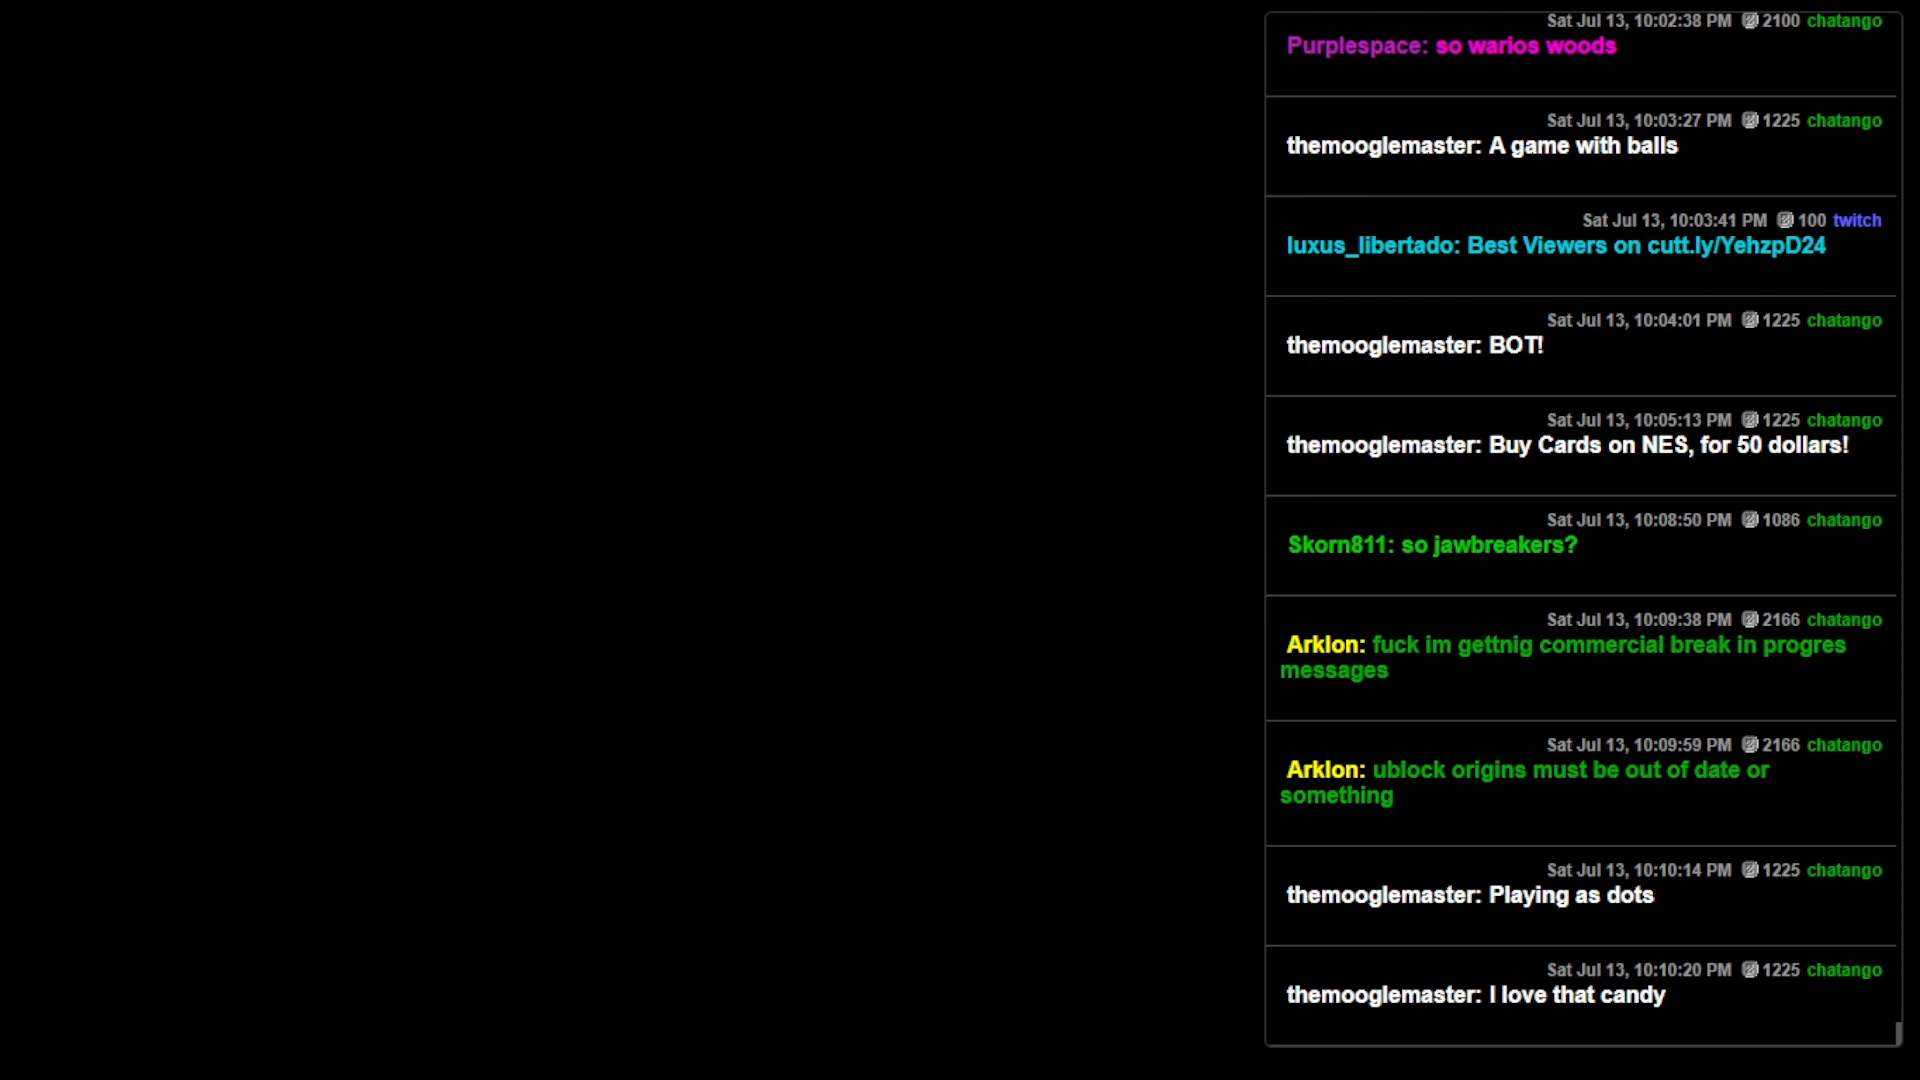 Sat Jul 13, 10:02:38 PM 2100 chatango
Purplespace: so warios woods
Sat Jul 13, 10:03:27 PM 1225 chatango
themooglemaster: A game with balls
Sat Jul 13, 10:03:41 PM 100 twitch
luxus_libertado: Best Viewers on cutt.ly/YehzpD24
Sat Jul 13, 10:04:01 PM 1225 chatango
themooglemaster: BOT!
Sat Jul 13, 10:05:13 PM 1225 chatango
themooglemaster: Buy Cards on NES, for 50 dollars!
Sat Jul 13, 10:08:50 PM 1086 chatango
Skorn811: so jawbreakers?
Sat Jul 13, 10:09:38 PM 2166 chatango
Arklon: fuck im gettnig commercial break in progres
messages
Sat Jul 13, 10:09:59 PM 2166 chatango
Arklon: ublock origins must be out of date or
something
Sat Jul 13, 10:10:14 PM 1225 chatango
themooglemaster: Playing as dots
Sat Jul 13, 10:10:20 PM 1225 chatango
themooglemaster: I love that candy